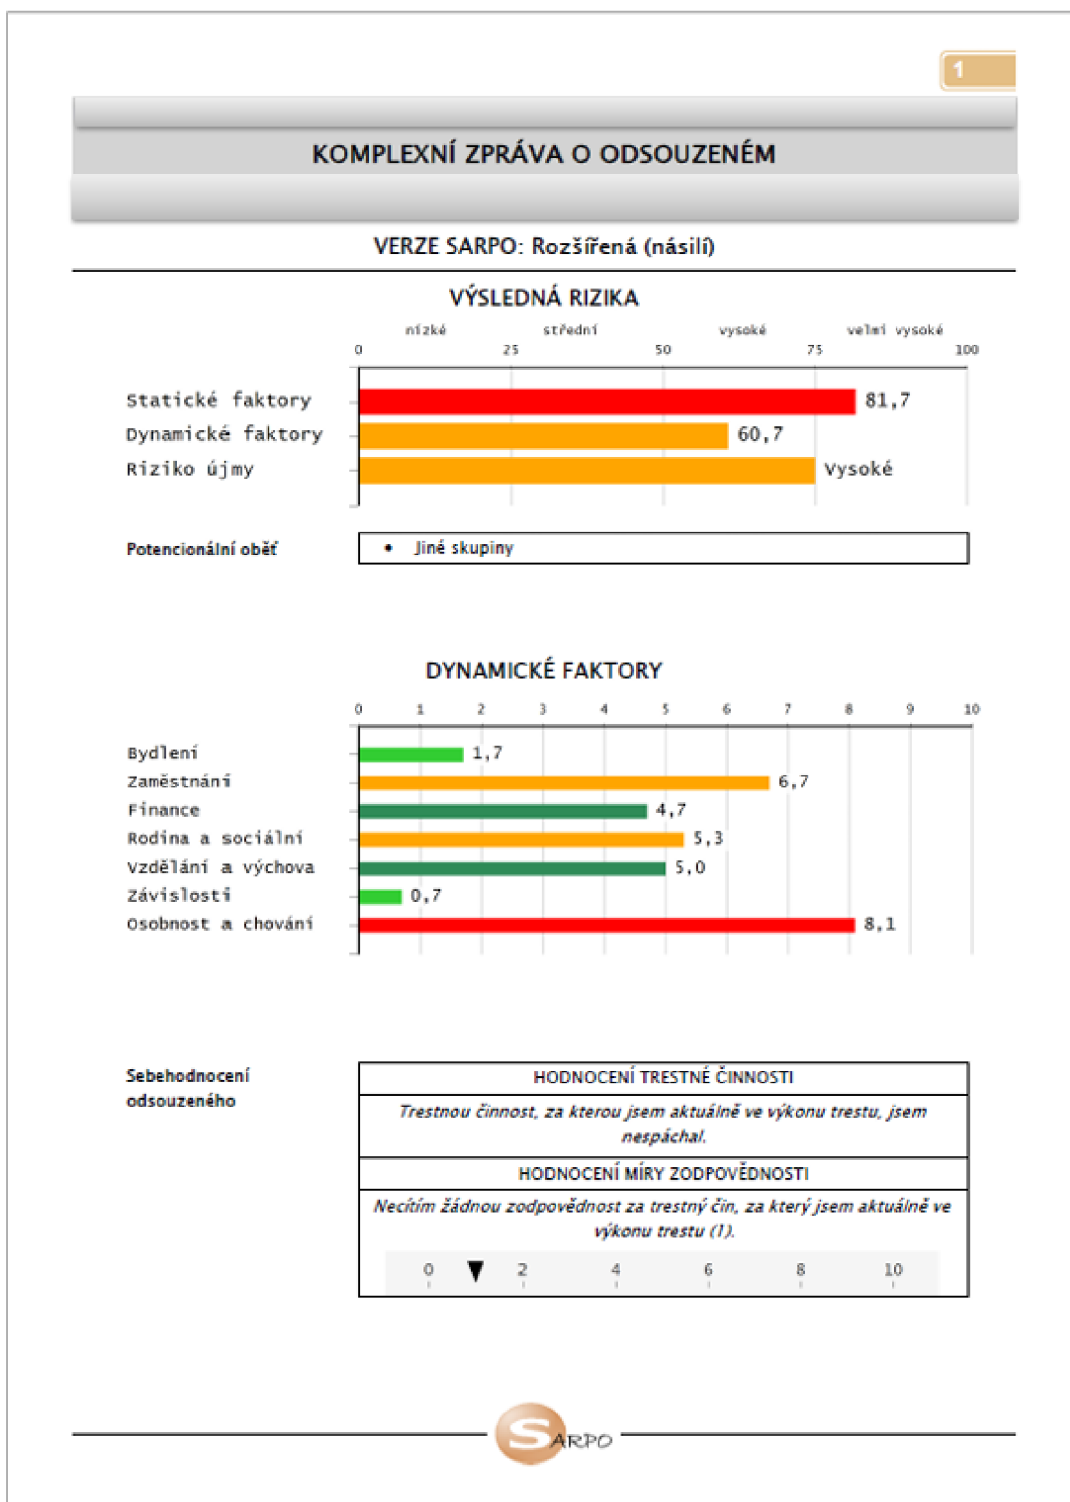 1
KOMPLEXNÍ ZPRÁVA O ODSOUZENÉM
VERZE SARPO: Rozšířená (násilí)
VÝSLEDNÁ RIZIKA
nízké střední vysoké velmi vysoké
0 25 50 75 100
Statické faktory 81,7
Dynamické faktory 60,7
Riziko újmy Vysoké
Potencionální oběť • Jiné skupiny
DYNAMICKÉ FAKTORY
0 1 2 3 4 5 6 7 8 9 10
Bydlení 1,7
Zaměstnání 6,7
Finance 4,7
Rodina a sociální 5,3
Vzdělání a výchova 5,0
Závislosti 0,7
Osobnost a chování 8,1
Sebehodnocení
odsouzeného
HODNOCENÍ TRESTNÉ ČINNOSTI
Trestnou činnost, za kterou jsem aktuálně ve výkonu trestu, jsem
nespáchal.
HODNOCENÍ MÍRY ZODPOVĚDNOSTI
Necítím žádnou zodpovědnost za trestný čin, za který jsem aktuálně ve
výkonu trestu (1).
0 2 4 6 8 10
SARPO